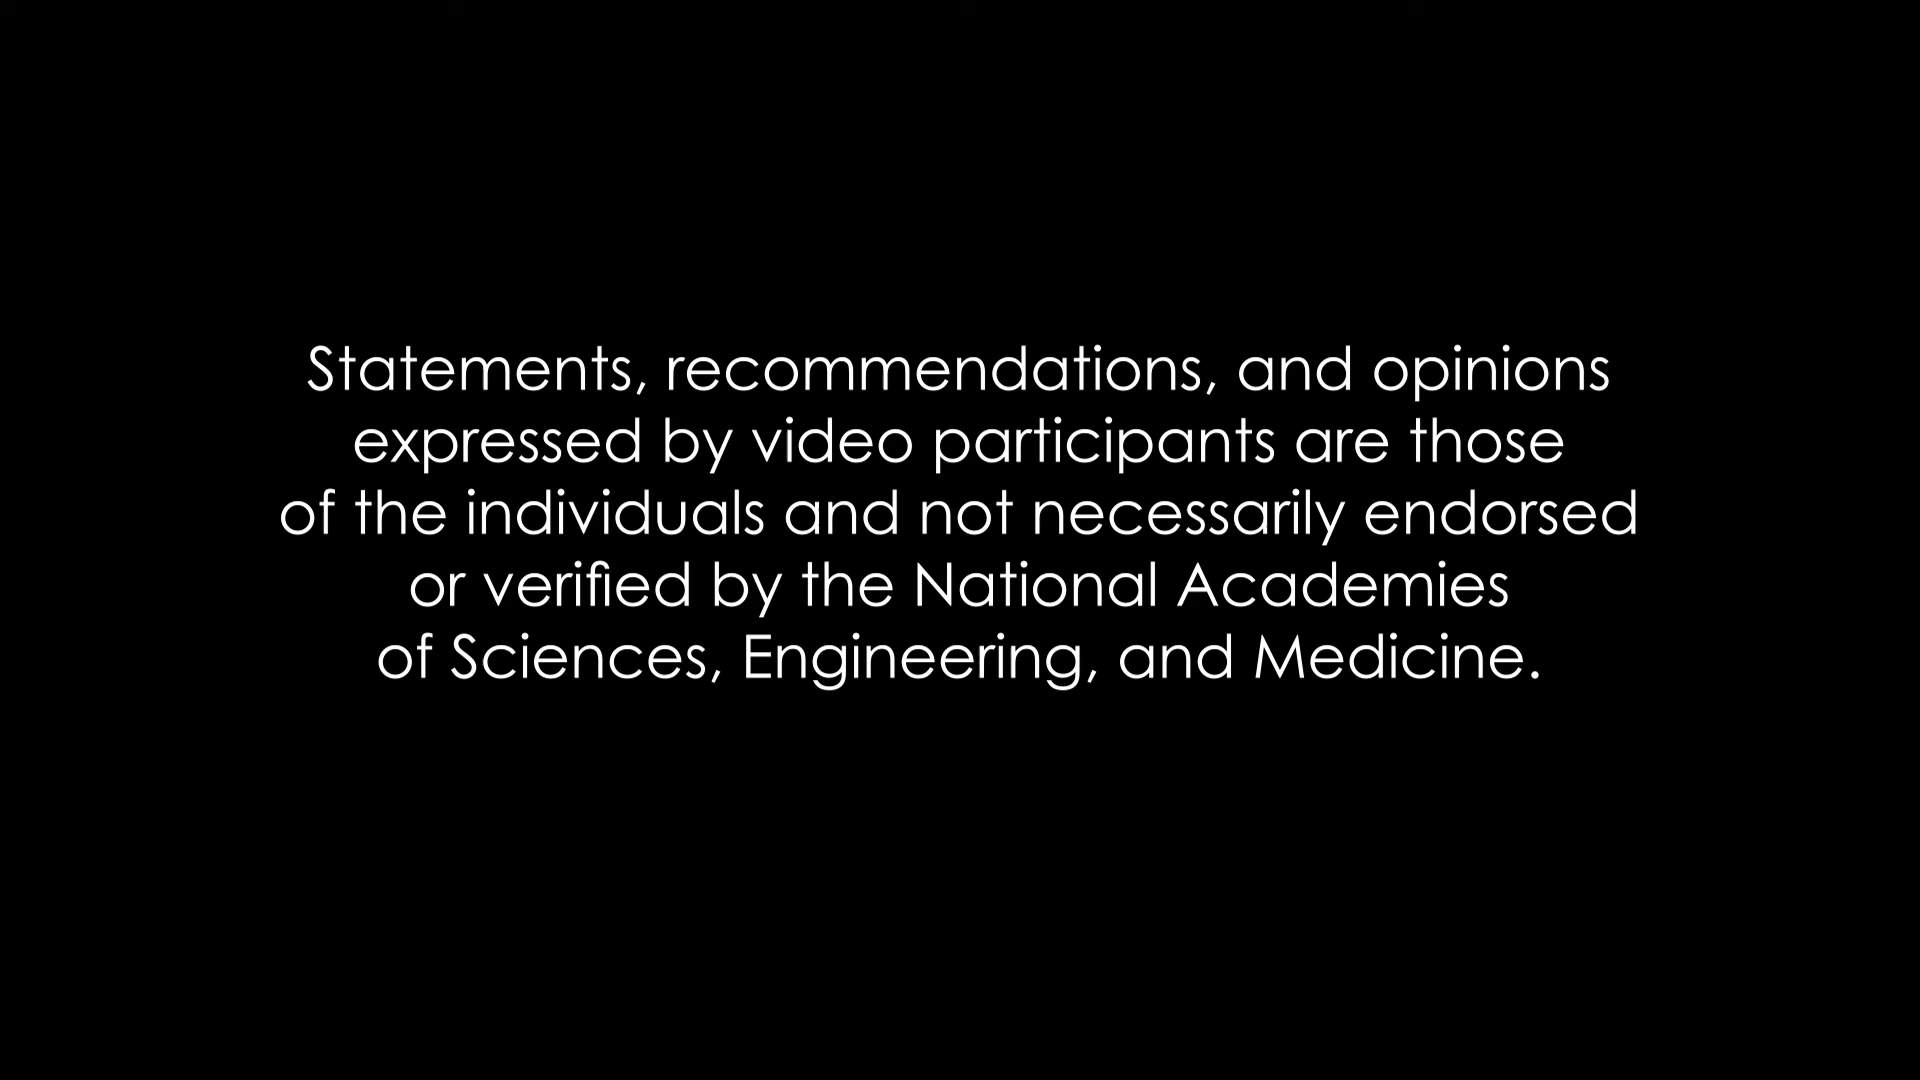 Statements, recommendations, and opinions
expressed by video participants are those
of the individuals and not necessarily endorsed
or verified by the National Academies
of Sciences, Engineering, and Medicine.